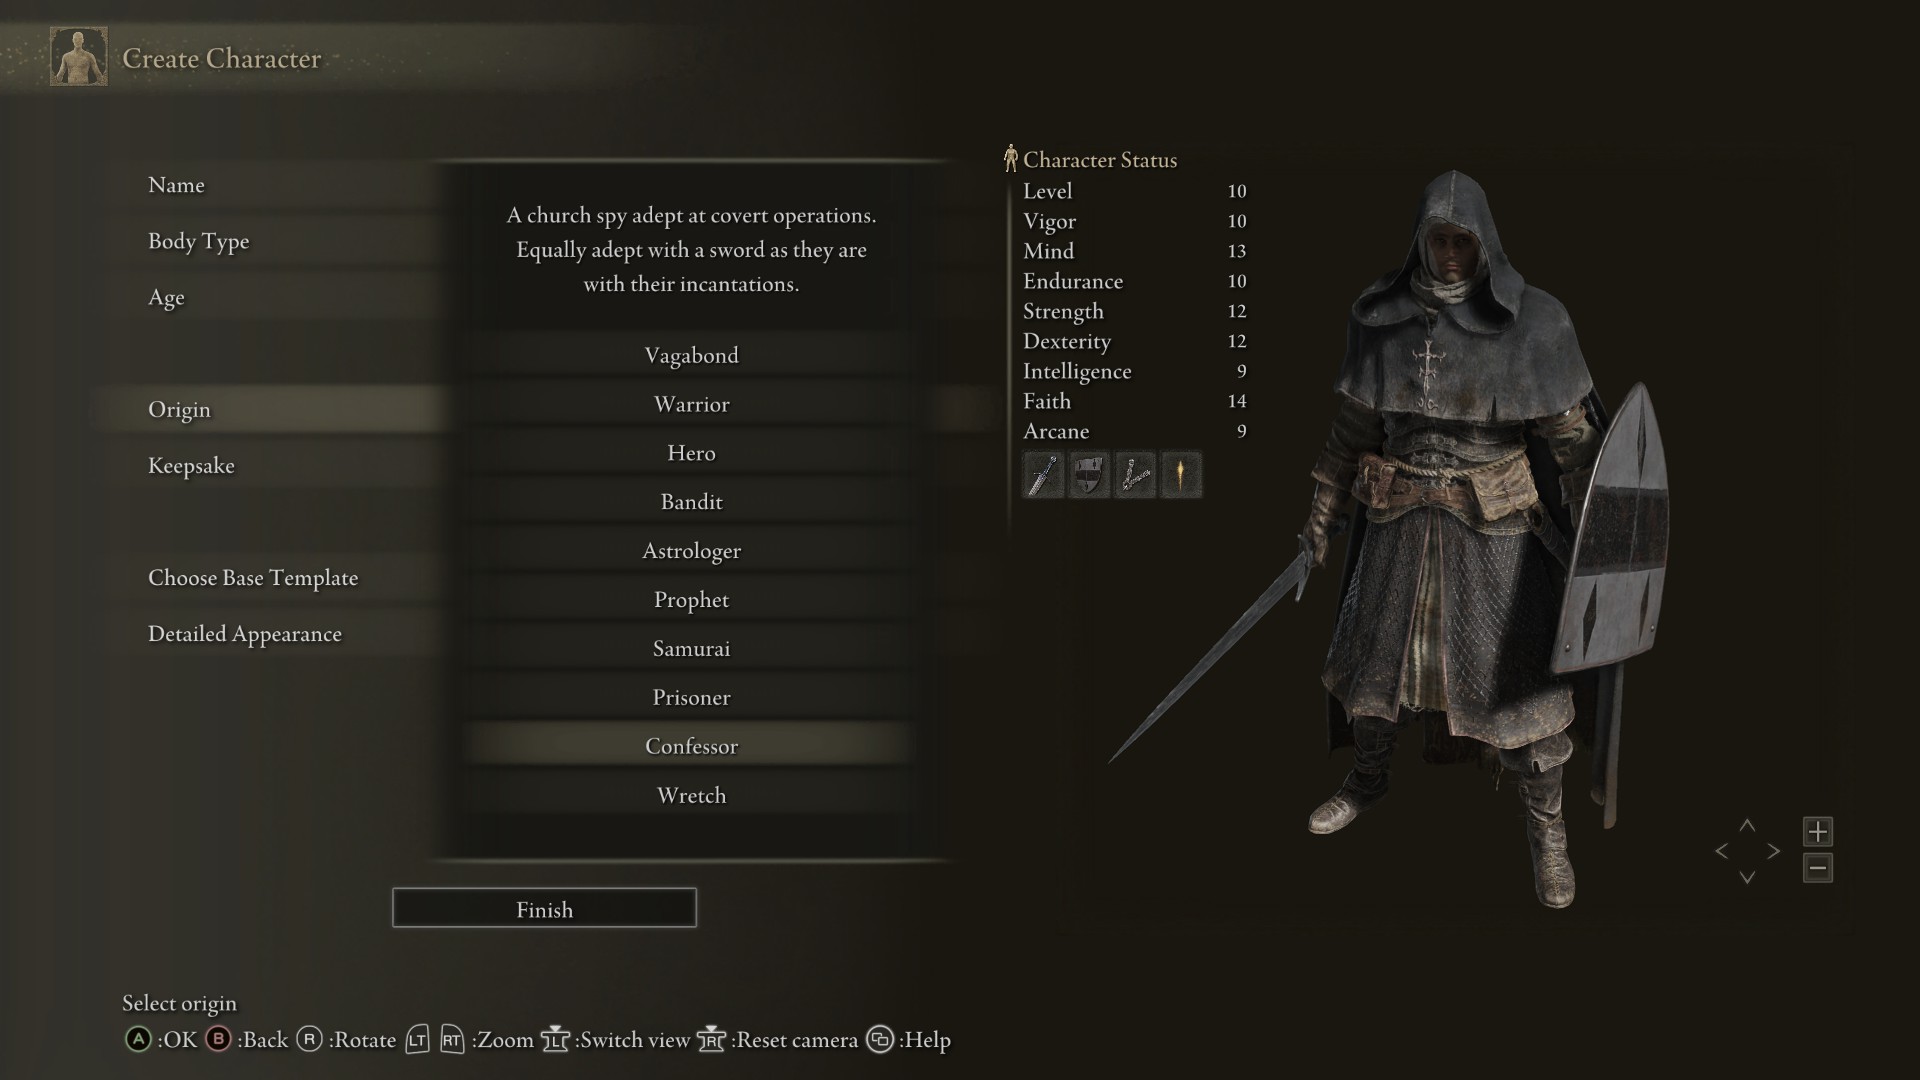 Create Character
Name
Body Type
Age
Origin
Keepsake
Choose Base Template
Detailed Appearance
A church spy adept at covert operations.
Equally adept with a sword as they are
with their incantations.
Vagabond
Warrior
Hero
Bandit
Astrologer
Prophet
Samurai
Prisoner
Confessor
Wretch
Finish
Character Status
Level 10
Vigor 10
Mind 13
Endurance 10
Strength 12
Dexterity 12
Intelligence 9
Faith 14
Arcane 9
Select origin
A :OK B :Back R :Rotate LT RT :Zoom L :Switch view R :Reset camera :Help